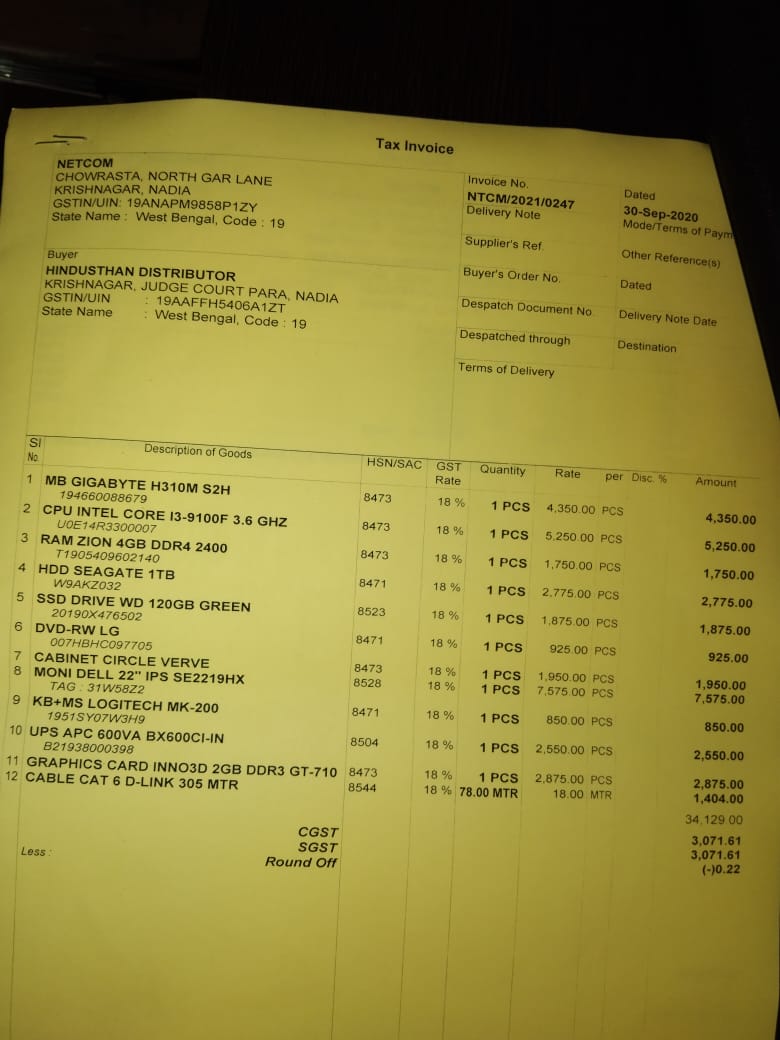 Tax Invoice
NETCOM
CHOWRASTA, NORTH GAR LANE
KRISHNAGAR, NADIA
GSTIN/UIN: 19ANAPM9858P1ZY
State Name : West Bengal, Code : 19
Invoice No.
NTCM/2021/0247
Dated
30-Sep-2020
Delivery Note
Mode/Terms of Paym
Supplier's Ref.
Other Reference(s)
Buyer
HINDUSTHAN DISTRIBUTOR
KRISHNAGAR, JUDGE COURT PARA, NADIA
GSTIN/UIN : 19AAFFH5406A1ZT
State Name : West Bengal, Code : 19
Buyer's Order No.
Dated
Despatch Document No.
Delivery Note Date
Despatched through
Destination
Terms of Delivery
Sl No. Description of Goods HSN/SAC GST Rate Quantity Rate per Disc. % Amount
1 MB GIGABYTE H310M S2H 8473 18 % 1 PCS 4,350.00 PCS 4,350.00
194660088679
2 CPU INTEL CORE I3-9100F 3.6 GHZ 8473 18 % 1 PCS 5,250.00 PCS 5,250.00
U0E14R3300007
3 RAM ZION 4GB DDR4 2400 8473 18 % 1 PCS 1,750.00 PCS 1,750.00
T1905409602140
4 HDD SEAGATE 1TB 8471 18 % 1 PCS 2,775.00 PCS 2,775.00
W9AKZ032
5 SSD DRIVE WD 120GB GREEN 8523 18 % 1 PCS 1,875.00 PCS 1,875.00
20190X476502
6 DVD-RW LG 8471 18 % 1 PCS 925.00 PCS 925.00
007HBHC097705
7 CABINET CIRCLE VERVE 8473 18 % 1 PCS 1,950.00 PCS 1,950.00
8 MONI DELL 22" IPS SE2219HX 8528 18 % 1 PCS 7,575.00 PCS 7,575.00
TAG : 31W58Z2
9 KB+MS LOGITECH MK-200 8471 18 % 1 PCS 850.00 PCS 850.00
1951SY07W3H9
10 UPS APC 600VA BX600CI-IN 8504 18 % 1 PCS 2,550.00 PCS 2,550.00
B21938000398
11 GRAPHICS CARD INNO3D 2GB DDR3 GT-710 8473 18 % 1 PCS 2,875.00 PCS 2,875.00
12 CABLE CAT 6 D-LINK 305 MTR 8544 18 % 78.00 MTR 18.00 MTR 1,404.00
34,129.00
CGST 3,071.61
SGST 3,071.61
Less : Round Off (-)0.22